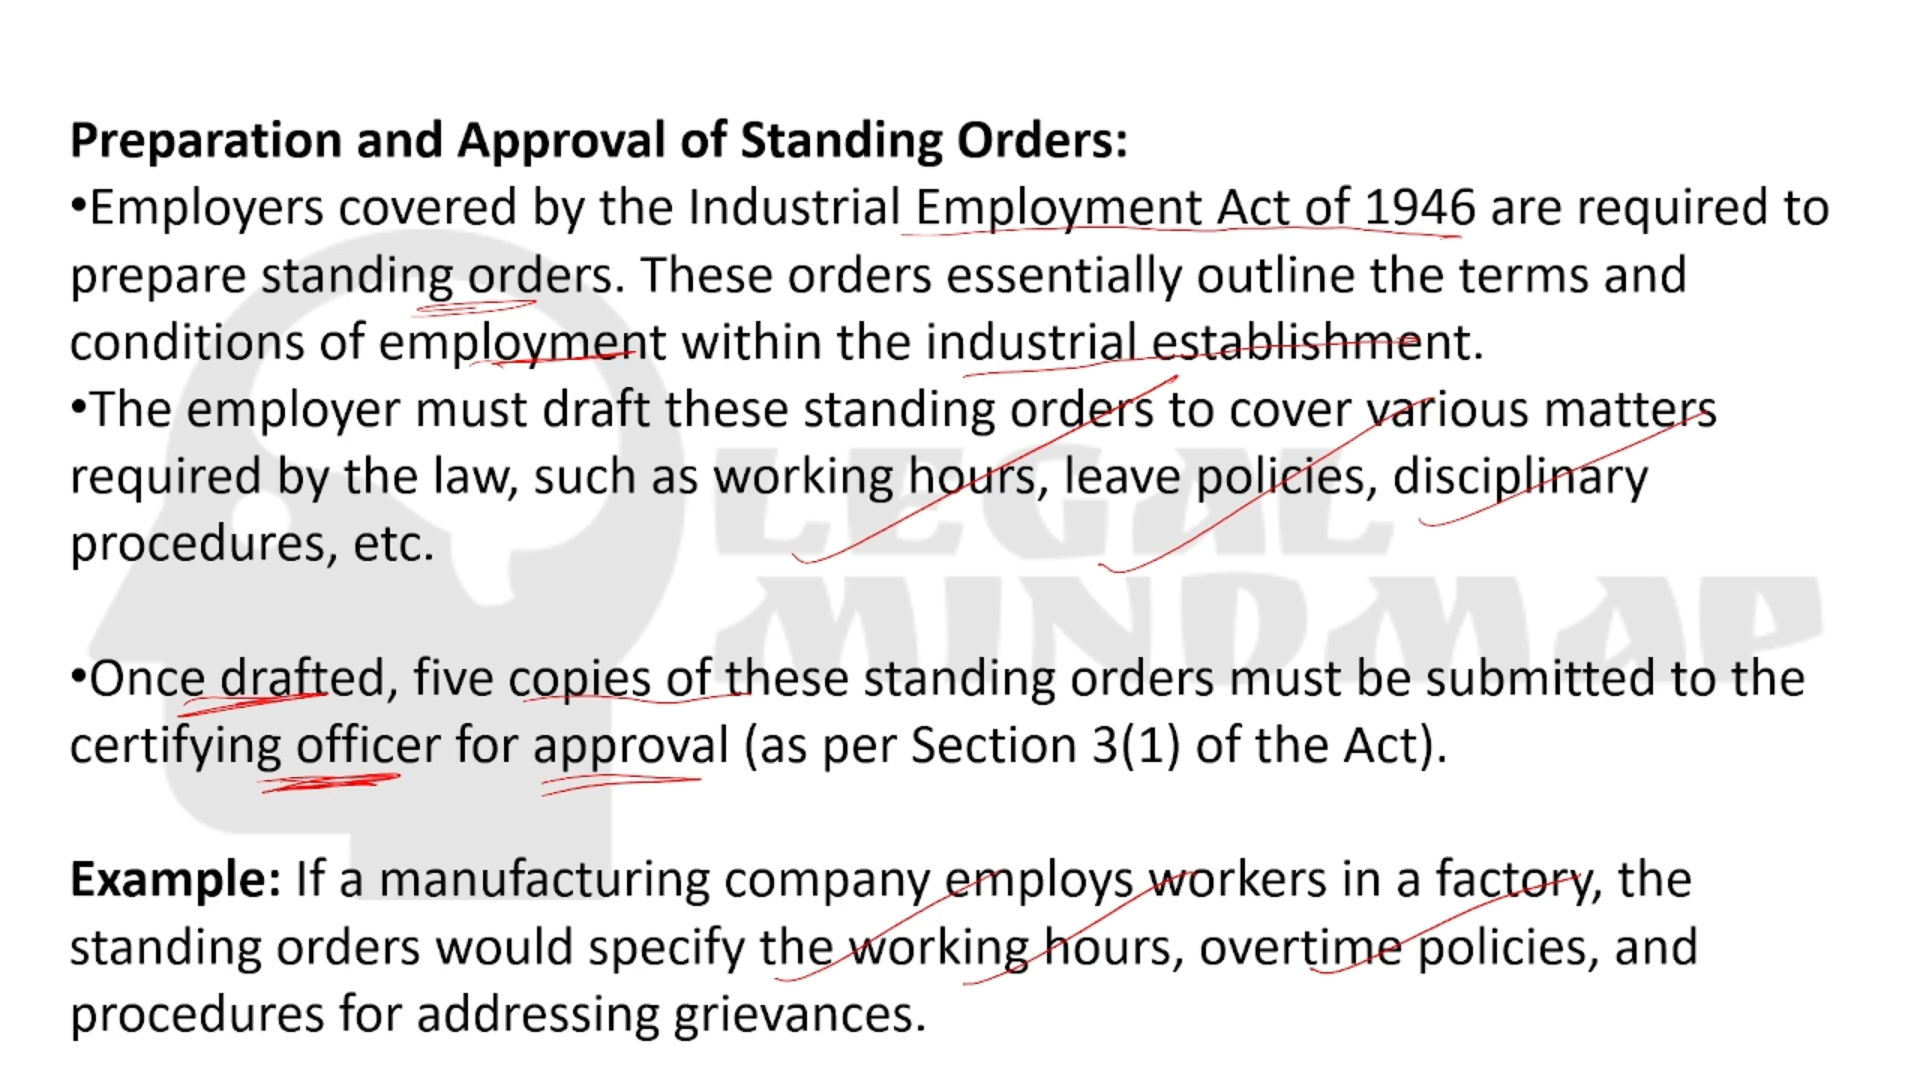 Preparation and Approval of Standing Orders:
•Employers covered by the Industrial Employment Act of 1946 are required to
prepare standing orders. These orders essentially outline the terms and
conditions of employment within the industrial establishment.
•The employer must draft these standing orders to cover various matters
required by the law, such as working hours, leave policies, disciplinary
procedures, etc.
LEGAL
MINDMAP
•Once drafted, five copies of these standing orders must be submitted to the
certifying officer for approval (as per Section 3(1) of the Act).
Example: If a manufacturing company employs workers in a factory, the
standing orders would specify the working hours, overtime policies, and
procedures for addressing grievances.